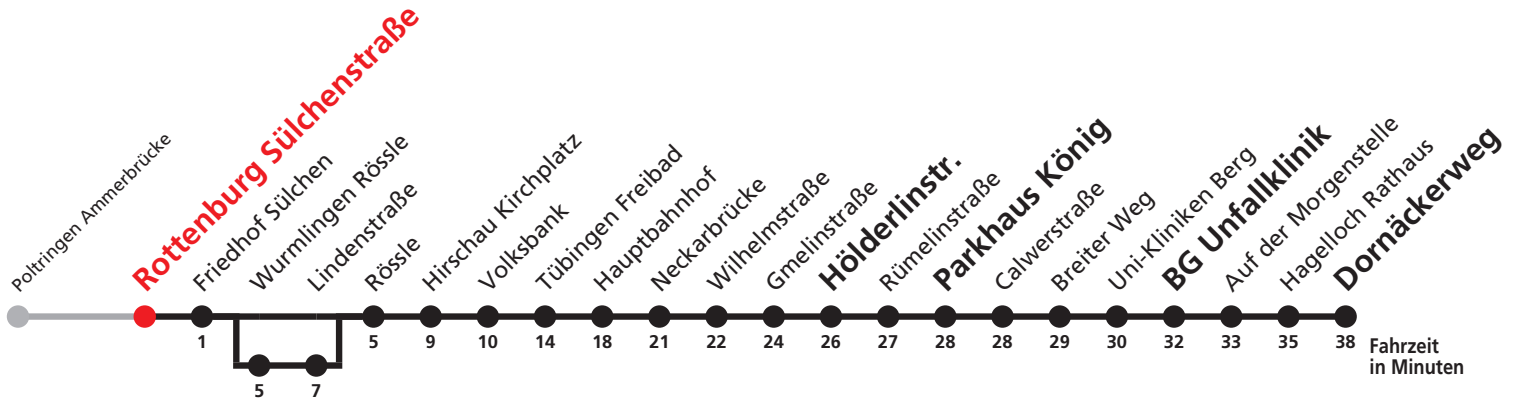 Poltringen Ammerbrücke
Rottenburg Sülchenstraße
Friedhof Sülchen
Wurmlingen Rössle
Lindenstraße
Rössle
Hirschau Kirchplatz
Volksbank
Tübingen Freibad
Hauptbahnhof
Neckarbrücke
Wilhelmstraße
Gmelinstraße
Hölderlinstr.
Rümelinstraße
Parkhaus König
Calwerstraße
Breiter Weg
Uni-Kliniken Berg
BG Unfallklinik
Auf der Morgenstelle
Hagelloch Rathaus
Dornäckerweg
1
5
9
10
14
18
21
22
24
26
27
28
28
29
30
32
33
35
38
Fahrzeit
in Minuten
5
7